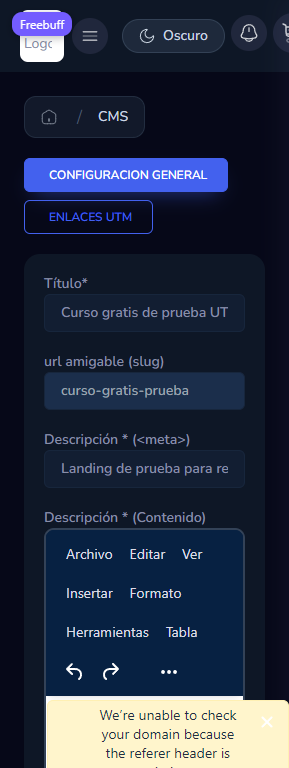 Freebuff
Logo
Oscuro
/ CMS
CONFIGURACION GENERAL
ENLACES UTM
Título*
Curso gratis de prueba UT
url amigable (slug)
curso-gratis-prueba
Descripción * (<meta>)
Landing de prueba para re
Descripción * (Contenido)
Archivo Editar Ver
Insertar Formato
Herramientas Tabla
We’re unable to check
your domain because
the referer header is